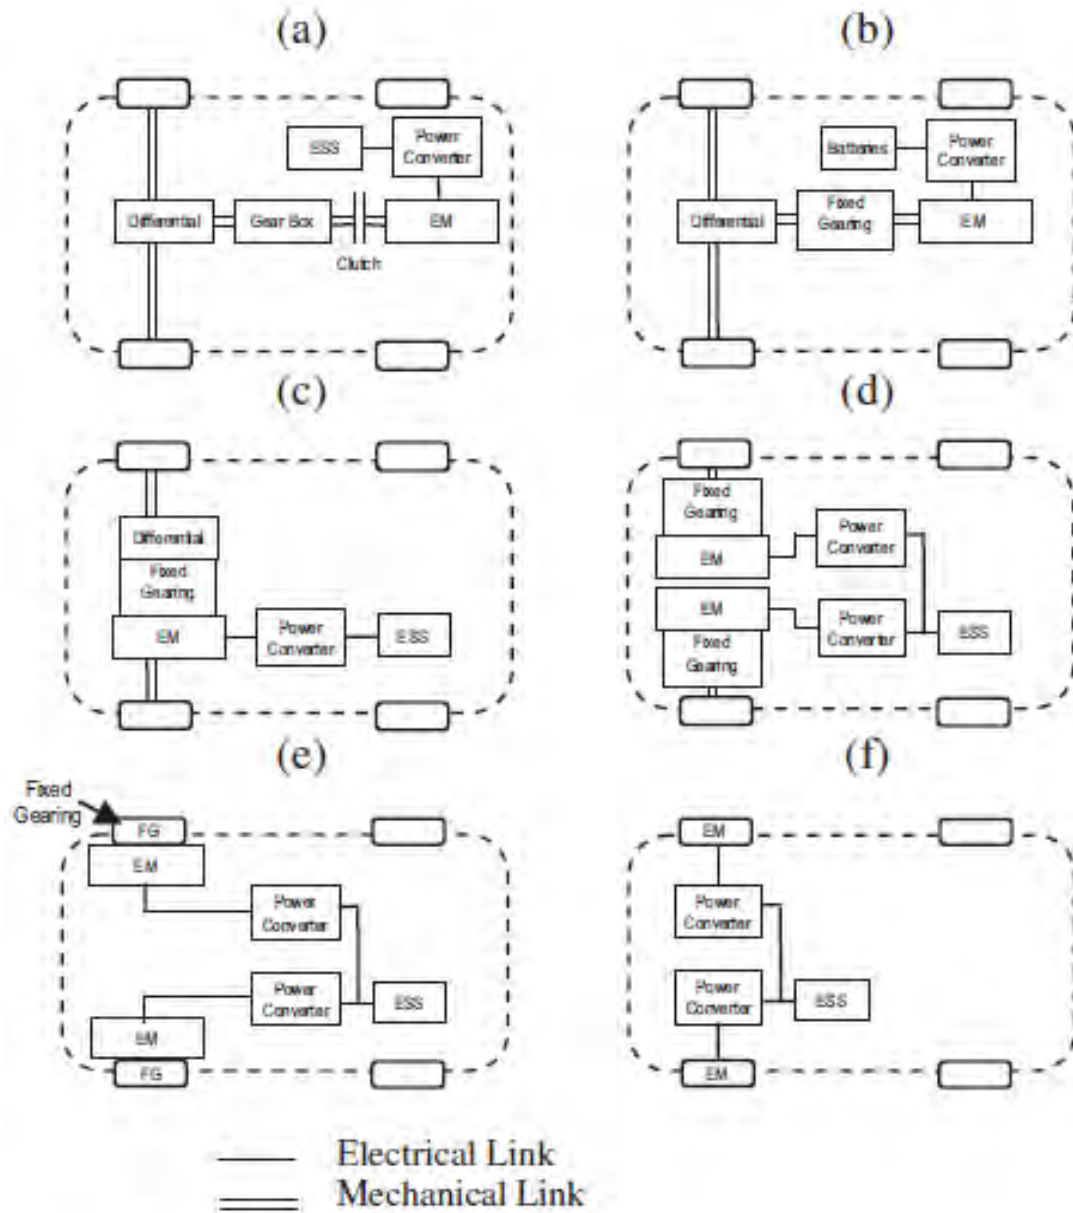 (a)
(b)
ESS
Power
Converter
Differential
Gear Box
EM
Clutch
Batteries
Power
Converter
Differential
Fixed
Gearing
EM
(c)
(d)
Differential
Fixed
Gearing
EM
Power
Converter
ESS
Fixed
Gearing
EM
Power
Converter
EM
Power
Converter
ESS
Fixed
Gearing
(e)
(f)
Fixed
Gearing
FG
EM
Power
Converter
Power
Converter
ESS
EM
FG
EM
Power
Converter
Power
Converter
ESS
EM
Electrical Link
Mechanical Link